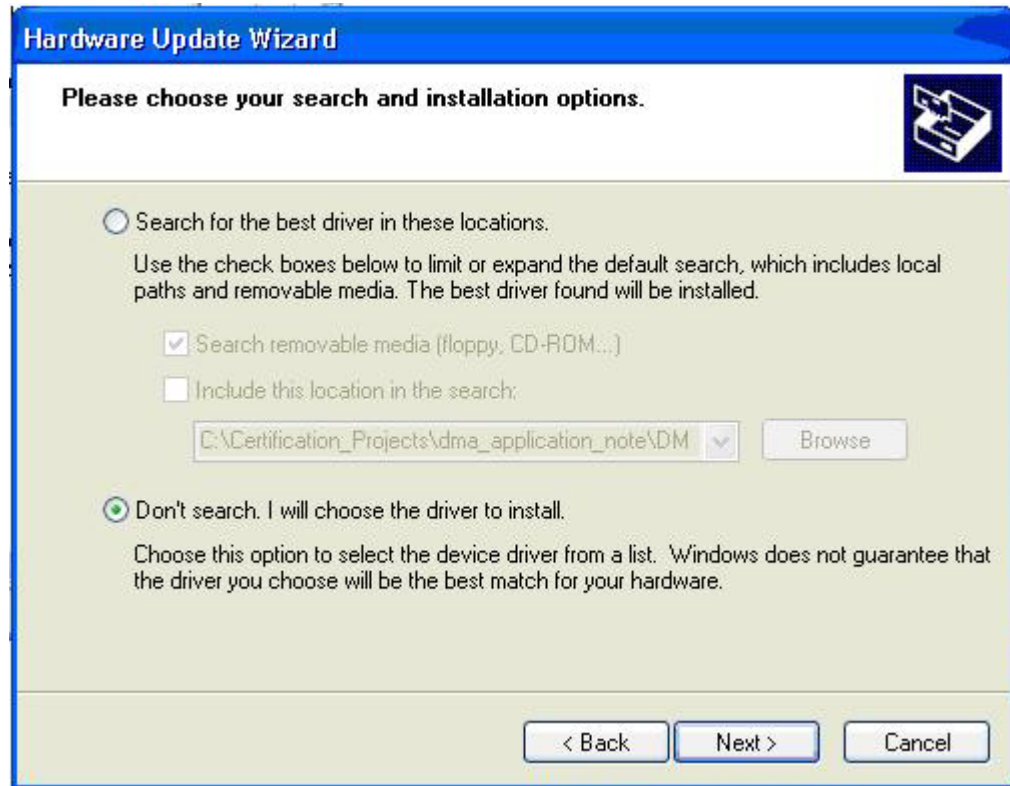 Hardware Update Wizard
Please choose your search and installation options.
Search for the best driver in these locations.
Use the check boxes below to limit or expand the default search, which includes local
paths and removable media. The best driver found will be installed.
Search removable media (floppy, CD-ROM...)
Include this location in the search:
C:\Certification_Projects\dma_application_note\DM
Browse
Don't search. I will choose the driver to install.
Choose this option to select the device driver from a list.  Windows does not guarantee that
the driver you choose will be the best match for your hardware.
< Back Next > Cancel